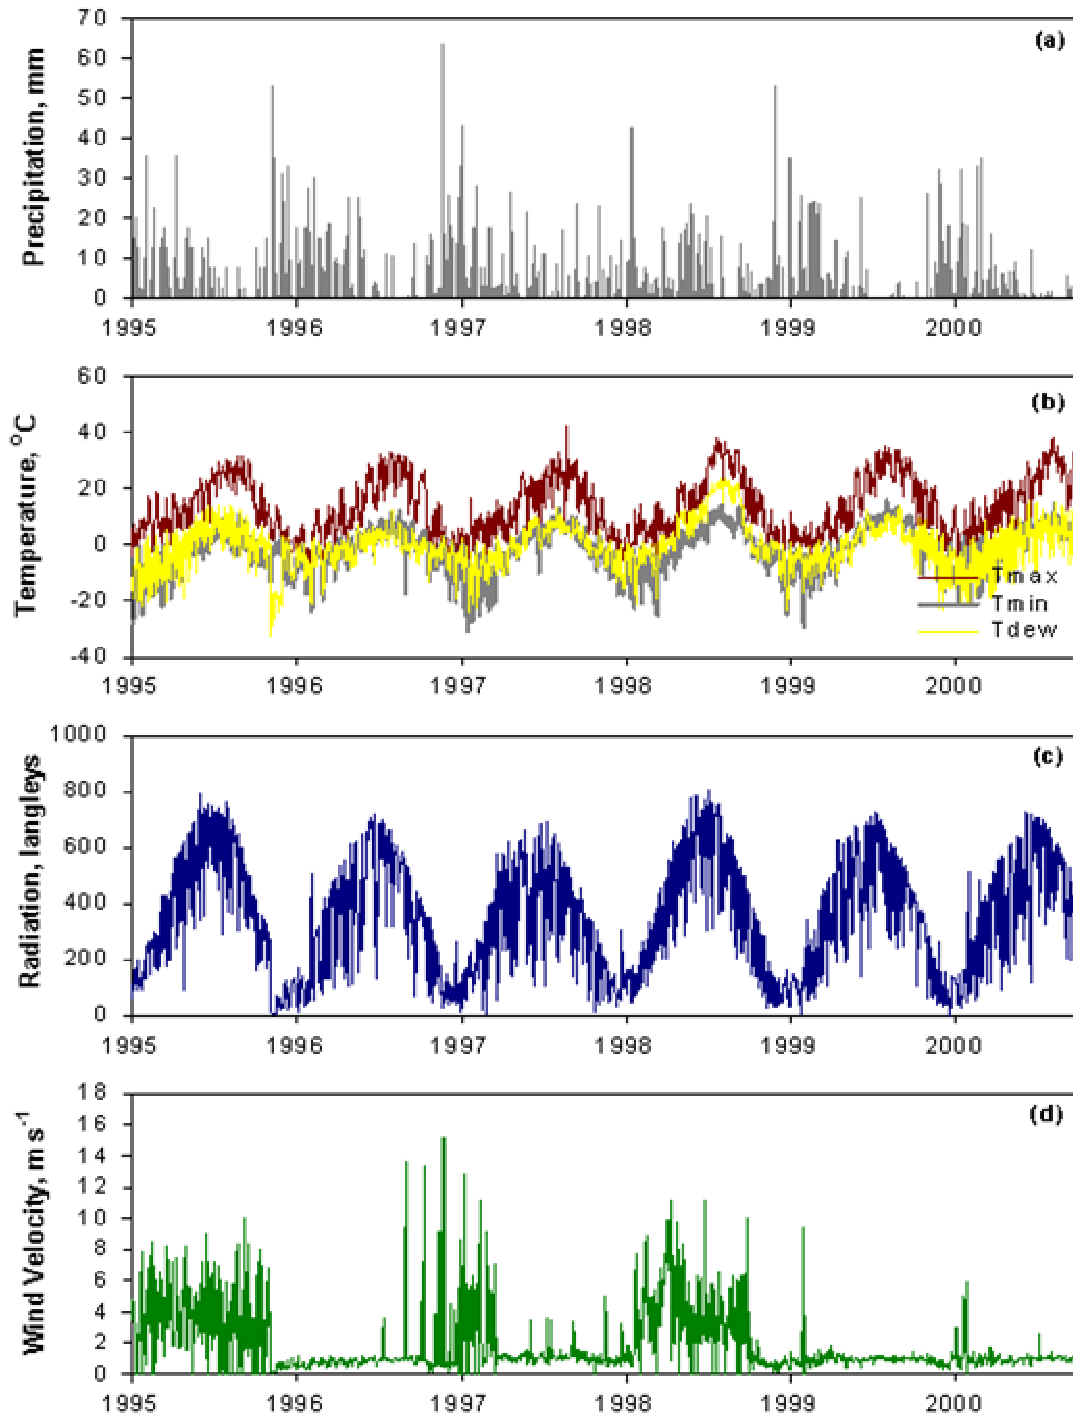 70
(a)
60
50
40
30
20
10
0
Precipitation, mm
1995 1996 1997 1998 1999 2000
60
(b)
40
20
0
-20
-40
Temperature, °C
Tmax
Tmin
Tdew
1995 1996 1997 1998 1999 2000
1000
(c)
800
600
400
200
0
Radiation, langleys
1995 1996 1997 1998 1999 2000
18
(d)
16
14
12
10
8
6
4
2
0
Wind Velocity, m s⁻¹
1995 1996 1997 1998 1999 2000